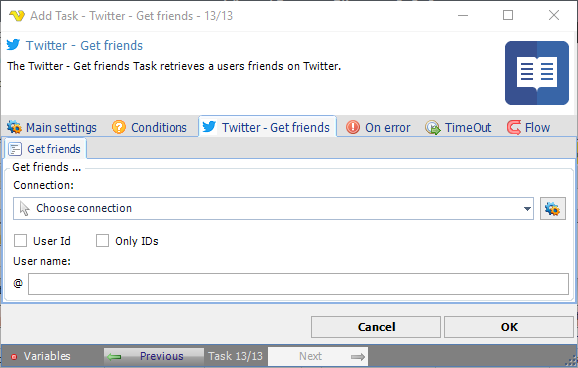 Add Task - Twitter - Get friends - 13/13
Twitter - Get friends
The Twitter - Get friends Task retrieves a users friends on Twitter.
Main settings Conditions Twitter - Get friends On error TimeOut Flow
Get friends
Get friends ...
Connection:
Choose connection
User Id Only IDs
User name:
@
Cancel OK
Variables Previous Task 13/13 Next